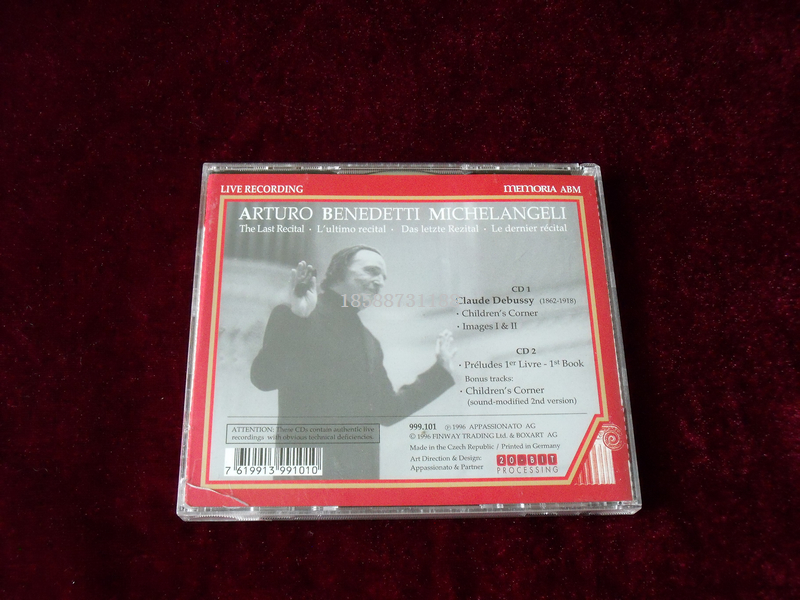 LIVE RECORDING
MEMORIA ABM
ARTURO BENEDETTI MICHELANGELI
The Last Recital · L'ultimo recital · Das letzte Rezital · Le dernier récital
CD 1
Claude Debussy (1862-1918)
· Children's Corner
· Images I & II
CD 2
· Préludes 1er Livre - 1st Book
Bonus tracks:
· Children's Corner
(sound-modified 2nd version)
ATTENTION: These CDs contain authentic live
recordings with obvious technical deficiencies.
999.101 ℗ 1996 APPASSIONATO AG
© 1996 FINWAY TRADING Ltd. & BOXART AG
Made in the Czech Republic / Printed in Germany
Art Direction & Design:
Appassionato & Partner
20-BIT
PROCESSING
7 619913 991010